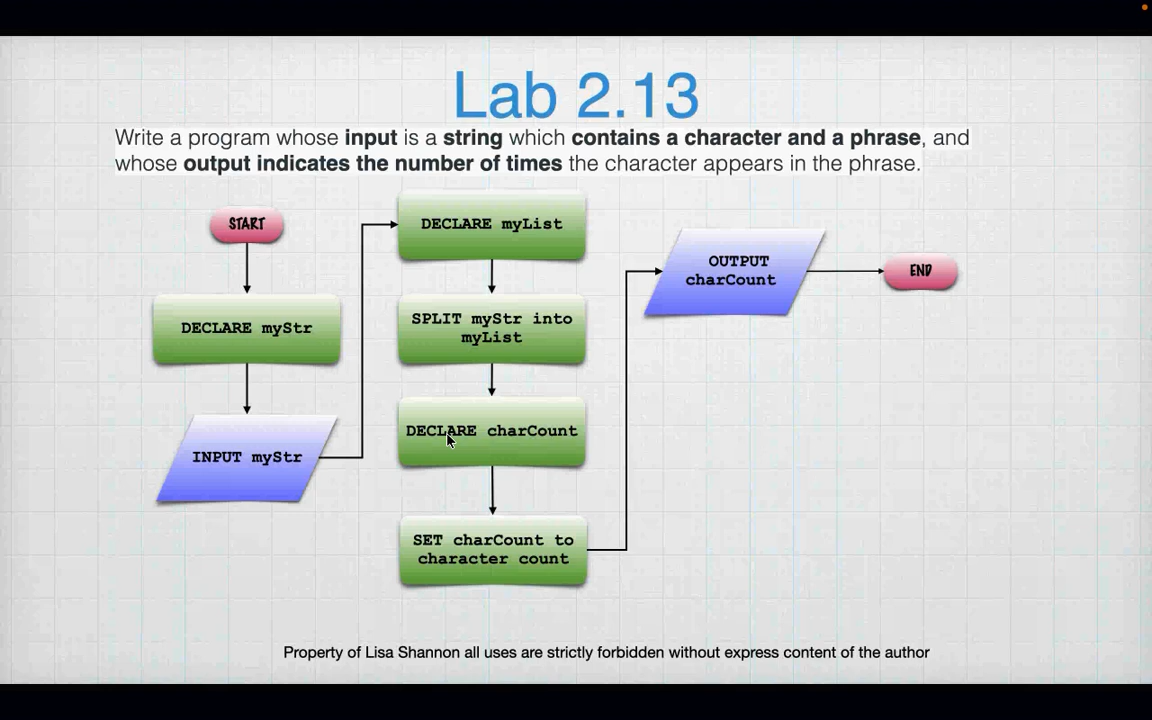 Lab 2.13
Write a program whose input is a string which contains a character and a phrase, and
whose output indicates the number of times the character appears in the phrase.
START
DECLARE myStr
INPUT myStr
DECLARE myList
SPLIT myStr into
myList
DECLARE charCount
SET charCount to
character count
OUTPUT
charCount
END
Property of Lisa Shannon all uses are strictly forbidden without express content of the author